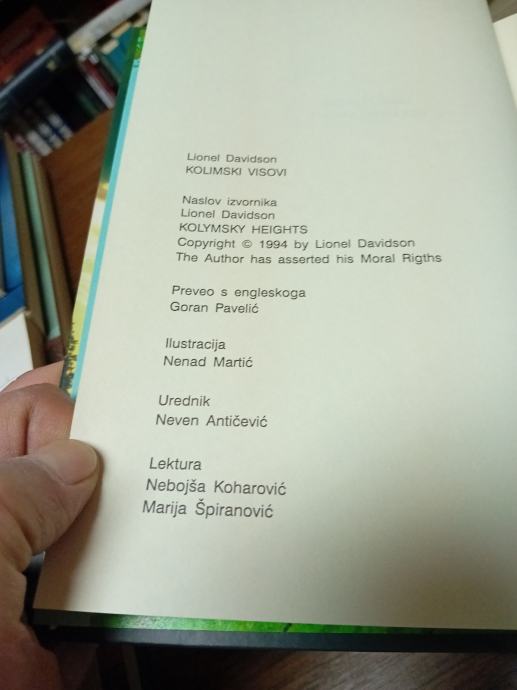 Lionel Davidson
KOLIMSKI VISOVI
Naslov izvornika
Lionel Davidson
KOLYMSKY HEIGHTS
Copyright © 1994 by Lionel Davidson
The Author has asserted his Moral Rigths
Preveo s engleskoga
Goran Pavelić
Ilustracija
Nenad Martić
Urednik
Neven Antičević
Lektura
Nebojša Koharović
Marija Špiranović